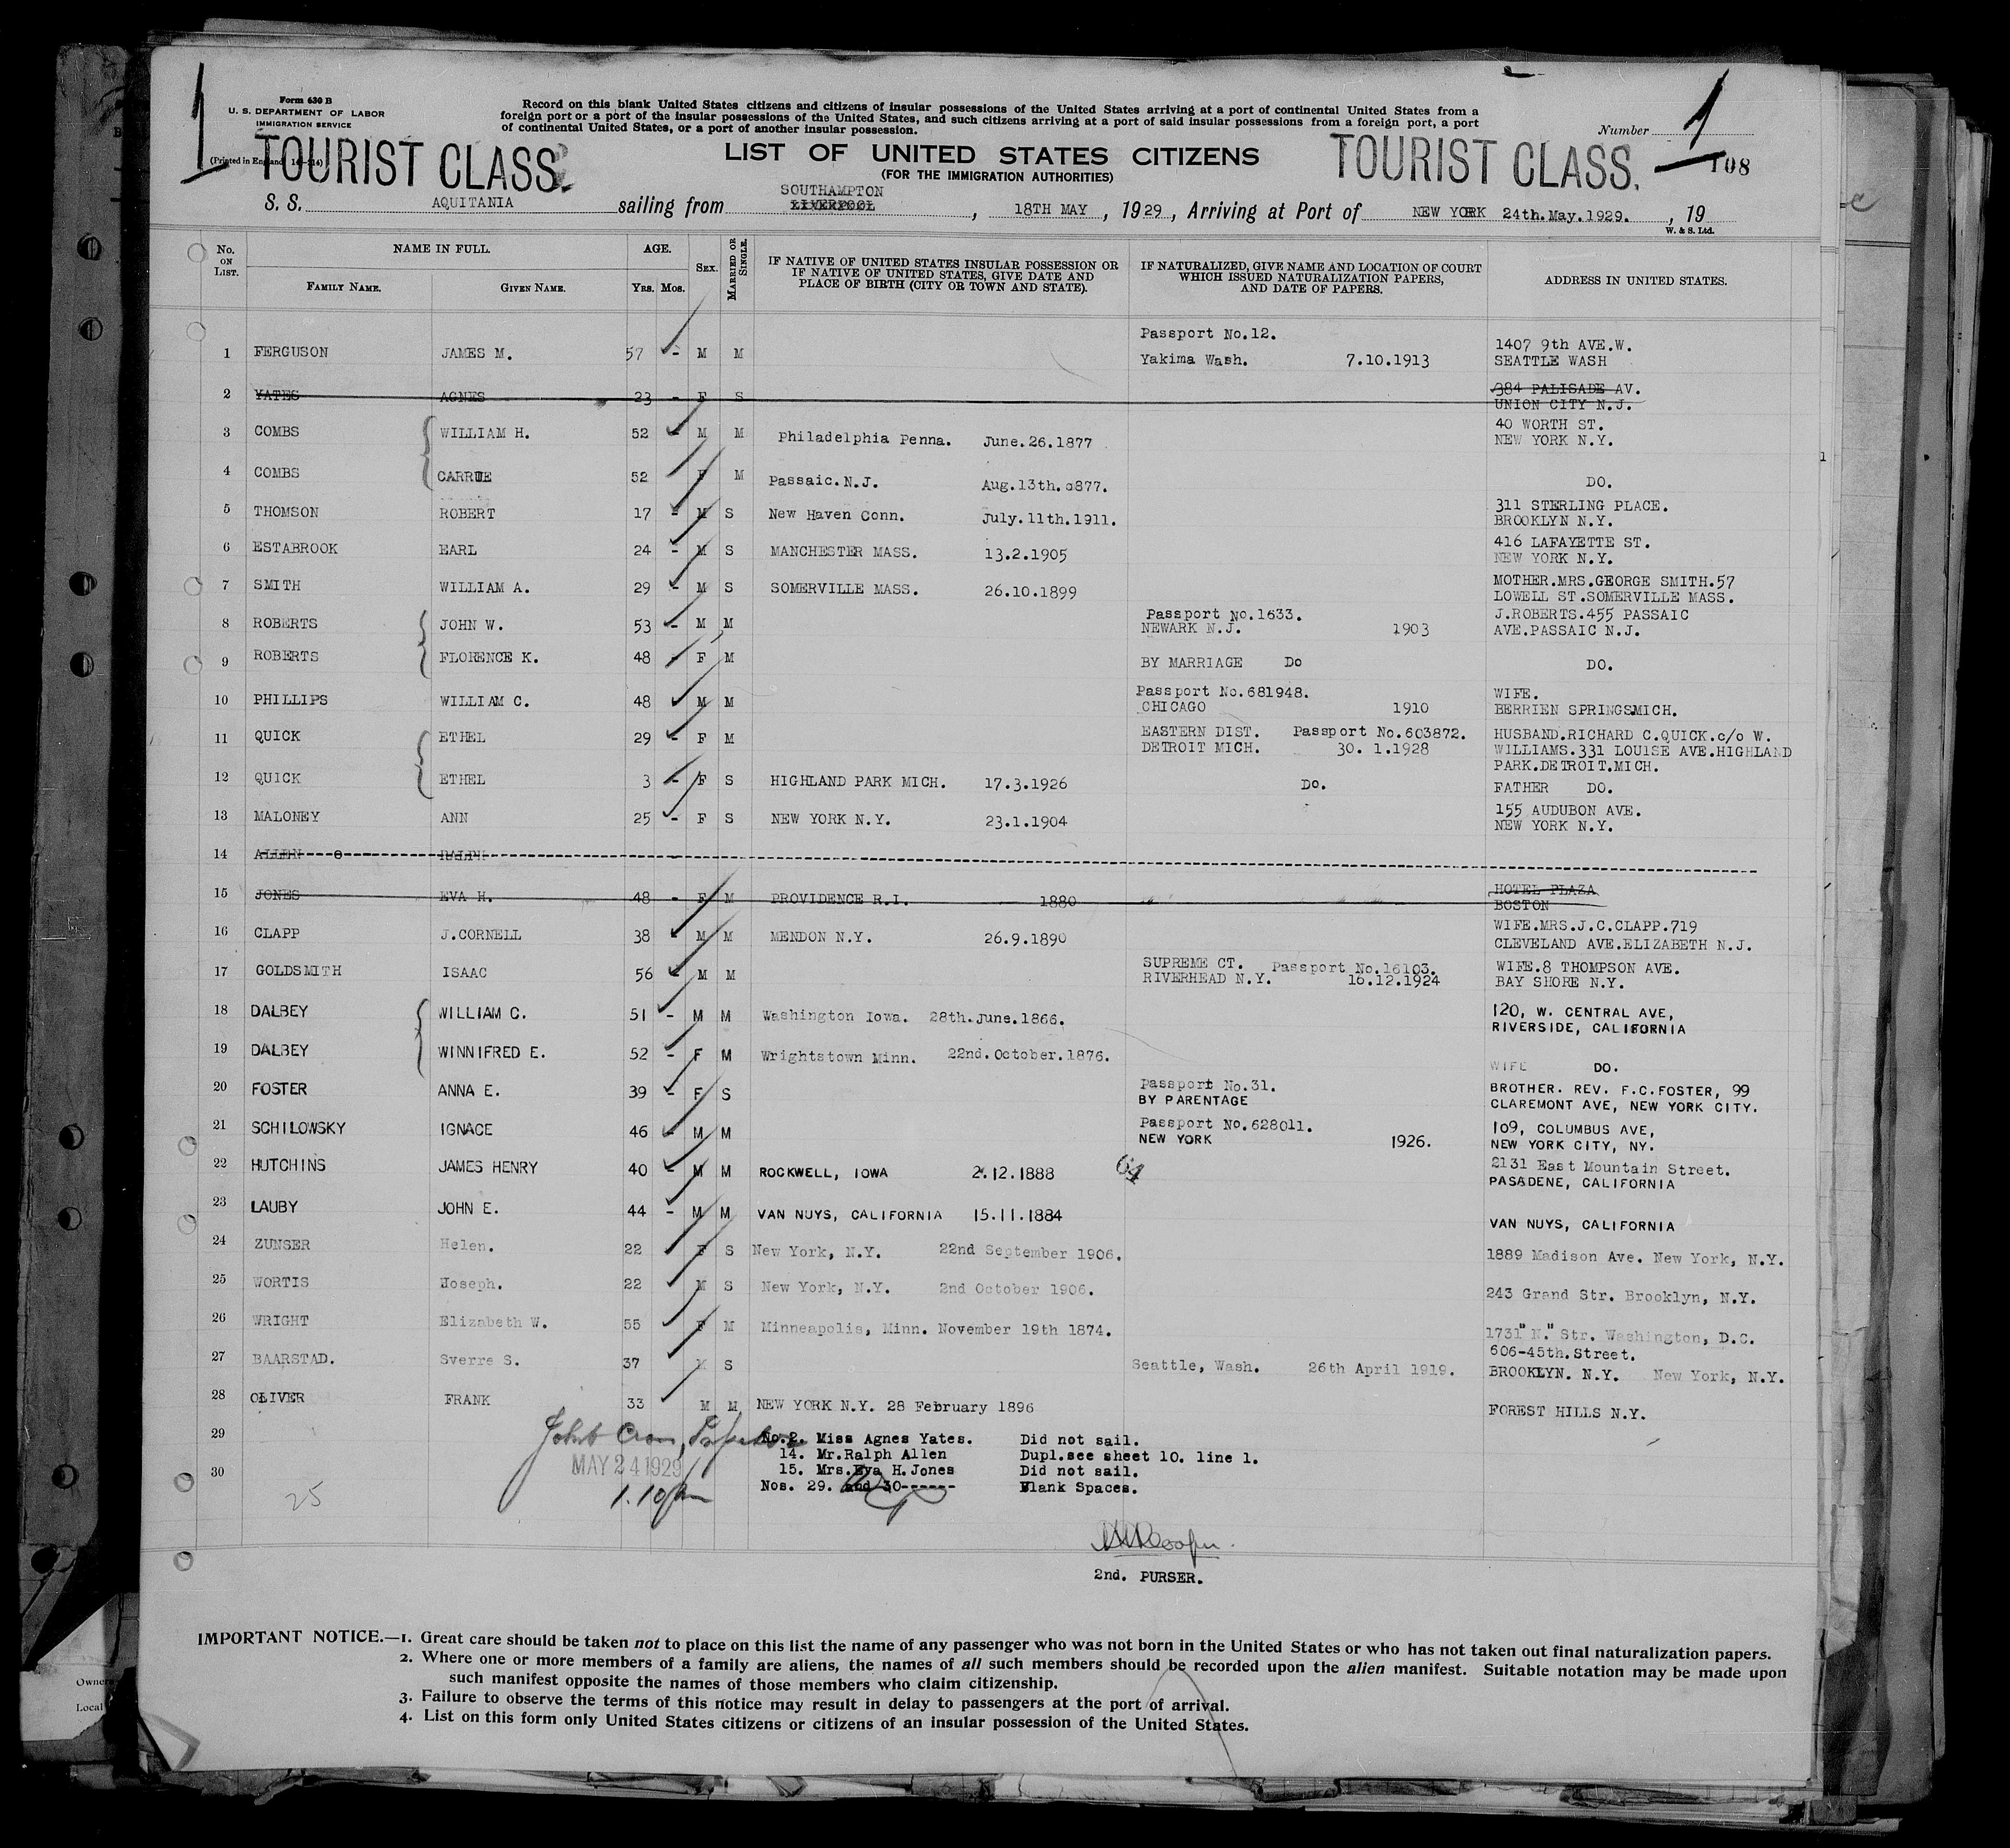 1
Form 630 B
U. S. DEPARTMENT OF LABOR
IMMIGRATION SERVICE
Record on this blank United States citizens and citizens of insular possessions of the United States arriving at a port of continental United States from a
foreign port or a port of the insular possessions of the United States, and such citizens arriving at a port of said insular possessions from a foreign port, a port
of continental United States, or a port of another insular possession.
Number 1
108
TOURIST CLASS. LIST OF UNITED STATES CITIZENS TOURIST CLASS.
(FOR THE IMMIGRATION AUTHORITIES)
S. S. AQUITANIA sailing from SOUTHAMPTON LIVERPOOL, 18TH MAY, 1929, Arriving at Port of NEW YORK 24th.May.1929., 19
W. & S. Ltd.
No. ON LIST. NAME IN FULL. FAMILY NAME. GIVEN NAME. AGE. YRS. MOS. SEX. MARRIED OR SINGLE. IF NATIVE OF UNITED STATES INSULAR POSSESSION OR IF NATIVE OF UNITED STATES, GIVE DATE AND PLACE OF BIRTH (CITY OR TOWN AND STATE). IF NATURALIZED, GIVE NAME AND LOCATION OF COURT WHICH ISSUED NATURALIZATION PAPERS, AND DATE OF PAPERS. ADDRESS IN UNITED STATES.
1 FERGUSON JAMES M. 57 - M M Passport No.12. Yakima Wash. 7.10.1913 1407 9th AVE.W. SEATTLE WASH
2 YATES AGNES 23 - F S 384 PALISADE AV. UNION CITY N.J.
3 COMBS WILLIAM H. 52 - M M Philadelphia Penna. June.26.1877 40 WORTH ST. NEW YORK N.Y.
4 COMBS CARRIE 52 F M Passaic.N.J. Aug.13th.o877. DO.
5 THOMSON ROBERT 17 - M S New Haven Conn. July.11th.1911. 311 STERLING PLACE. BROOKLYN N.Y.
6 ESTABROOK EARL 24 - M S MANCHESTER MASS. 13.2.1905 416 LAFAYETTE ST. NEW YORK N.Y.
7 SMITH WILLIAM A. 29 - M S SOMERVILLE MASS. 26.10.1899 MOTHER.MRS.GEORGE SMITH.57 LOWELL ST.SOMERVILLE MASS.
8 ROBERTS JOHN W. 53 - M M Passport No.1633. NEWARK N.J. 1903 J.ROBERTS.455 PASSAIC AVE.PASSAIC N.J.
9 ROBERTS FLORENCE K. 48 - F M BY MARRIAGE Do DO.
10 PHILLIPS WILLIAM C. 48 M M Passport No.681948. CHICAGO 1910 WIFE. BERRIEN SPRINGSMICH.
11 QUICK ETHEL 29 - F M EASTERN DIST. Passport No.603872. DETROIT MICH. 30. 1.1928 HUSBAND.RICHARD C.QUICK.c/o W. WILLIAMS.331 LOUISE AVE.HIGHLAND PARK.DETROIT.MICH.
12 QUICK ETHEL 3 - F S HIGHLAND PARK MICH. 17.3.1926 Do. FATHER DO.
13 MALONEY ANN 25 - F S NEW YORK N.Y. 23.1.1904 155 AUDUBON AVE. NEW YORK N.Y.
14 ALLEN RALPH -
15 JONES EVA H. 48 - F M PROVIDENCE R.I. 1880 HOTEL PLAZA BOSTON
16 CLAPP J.CORNELL 38 M M MENDON N.Y. 26.9.1890 WIFE.MRS.J.C.CLAPP.719 CLEVELAND AVE.ELIZABETH N.J.
17 GOLDSMITH ISAAC 56 M M SUPREME CT. Passport No.16103. RIVERHEAD N.Y. 16.12.1924 WIFE.8 THOMPSON AVE. BAY SHORE N.Y.
18 DALBEY WILLIAM C. 51 - M M Washington Iowa. 28th.June.1866. 120, W. CENTRAL AVE, RIVERSIDE, CALIFORNIA
19 DALBEY WINNIFRED E. 52 - F M Wrightstown Minn. 22nd.October.1876. WIFE DO.
20 FOSTER ANNA E. 39 - F S Passport No.31. BY PARENTAGE BROTHER. REV. F.C.FOSTER, 99 CLAREMONT AVE, NEW YORK CITY.
21 SCHILOWSKY IGNACE 46 - M M Passport No.628011. NEW YORK 1926. 109, COLUMBUS AVE, NEW YORK CITY, NY.
22 HUTCHINS JAMES HENRY 40 - M M ROCKWELL, IOWA 2.12.1888 64 2131 East Mountain Street. PASADENE, CALIFORNIA
23 LAUBY JOHN E. 44 - M M VAN NUYS, CALIFORNIA 15.11.1884 VAN NUYS, CALIFORNIA
24 ZUNSER Helen. 22 F S New York, N.Y. 22nd September 1906. 1889 Madison Ave. New York, N.Y.
25 WORTIS Hoseph. 22 M S New York, N.Y. 2nd October 1906. 243 Grand Str. Brooklyn, N.Y.
26 WRIGHT Elizabeth W. 55 F M Minneapolis, Minn. November 19th 1874. 1731"N." Str. Washington, D.C.
27 BAARSTAD. Sverre S. 37 M S Seattle, Wash. 26th April 1919. 606-45th.Street. BROOKLYN. N.Y. New York, N.Y.
28 OLIVER FRANK 33 M M NEW YORK N.Y. 28 February 1896 FOREST HILLS N.Y.
29 No.2. Miss Agnes Yates. Did not sail.
14. Mr.Ralph Allen Dupl.see sheet 10. line 1.
MAY 24 1929
30 15. Mrs.Eva H.Jones Did not sail.
Nos. 29. and 30------ Blank Spaces.
25
1.10 pm
2nd. PURSER.
IMPORTANT NOTICE.—1. Great care should be taken not to place on this list the name of any passenger who was not born in the United States or who has not taken out final naturalization papers.
2. Where one or more members of a family are aliens, the names of all such members should be recorded upon the alien manifest. Suitable notation may be made upon
such manifest opposite the names of those members who claim citizenship.
3. Failure to observe the terms of this notice may result in delay to passengers at the port of arrival.
4. List on this form only United States citizens or citizens of an insular possession of the United States.
Owner
Local